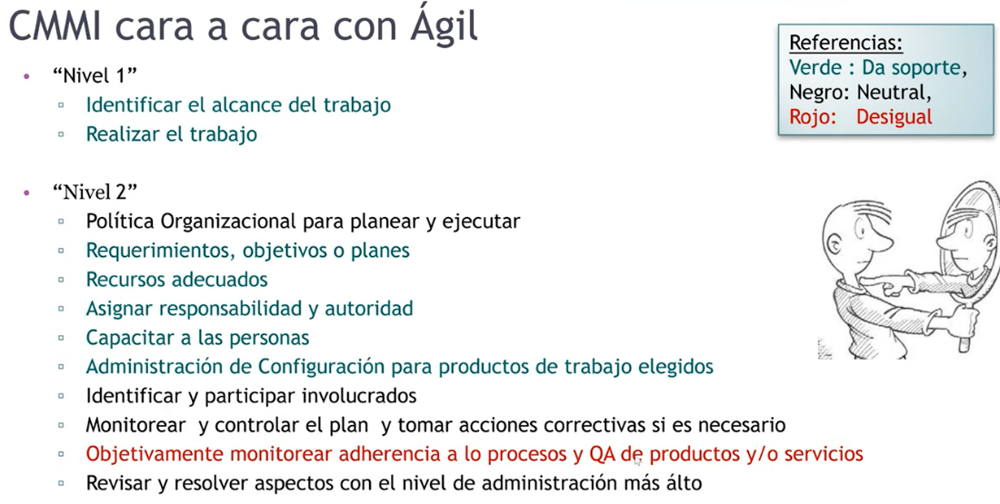 CMMI cara a cara con Ágil
Referencias:
Verde : Da soporte,
Negro: Neutral,
Rojo: Desigual
• “Nivel 1”
▫ Identificar el alcance del trabajo
▫ Realizar el trabajo
• “Nivel 2”
▫ Política Organizacional para planear y ejecutar
▫ Requerimientos, objetivos o planes
▫ Recursos adecuados
▫ Asignar responsabilidad y autoridad
▫ Capacitar a las personas
▫ Administración de Configuración para productos de trabajo elegidos
▫ Identificar y participar involucrados
▫ Monitorear y controlar el plan y tomar acciones correctivas si es necesario
▫ Objetivamente monitorear adherencia a lo procesos y QA de productos y/o servicios
▫ Revisar y resolver aspectos con el nivel de administración más álto